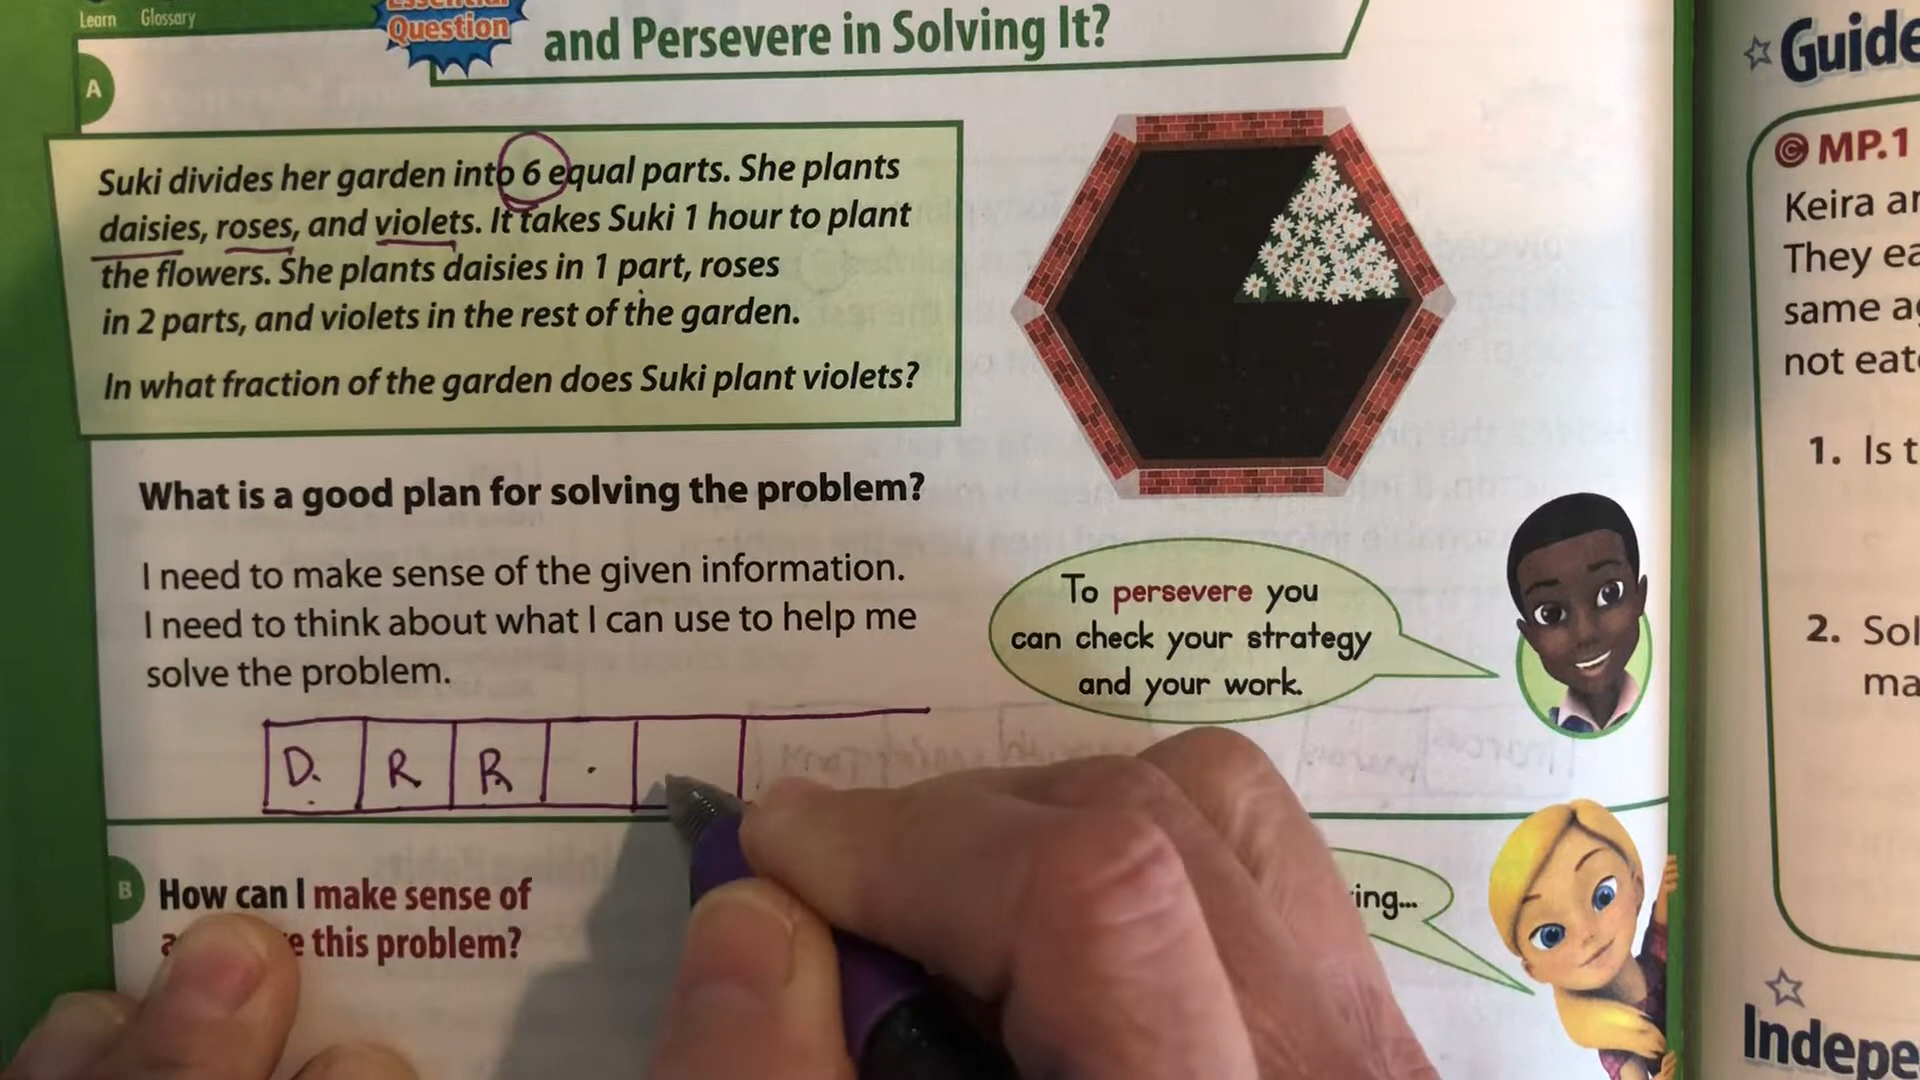 Learn Glossary
Essential
Question
and Persevere in Solving It?
A
Suki divides her garden into 6 equal parts. She plants
daisies, roses, and violets. It takes Suki 1 hour to plant
the flowers. She plants daisies in 1 part, roses
in 2 parts, and violets in the rest of the garden.
In what fraction of the garden does Suki plant violets?
What is a good plan for solving the problem?
I need to make sense of the given information.
I need to think about what I can use to help me
solve the problem.
To persevere you
can check your strategy
and your work.
D R R
B
How can I make sense of
this problem?
ing...
Guide
MP.1
Keira
They
same
not
1. Is
2.
Indepe